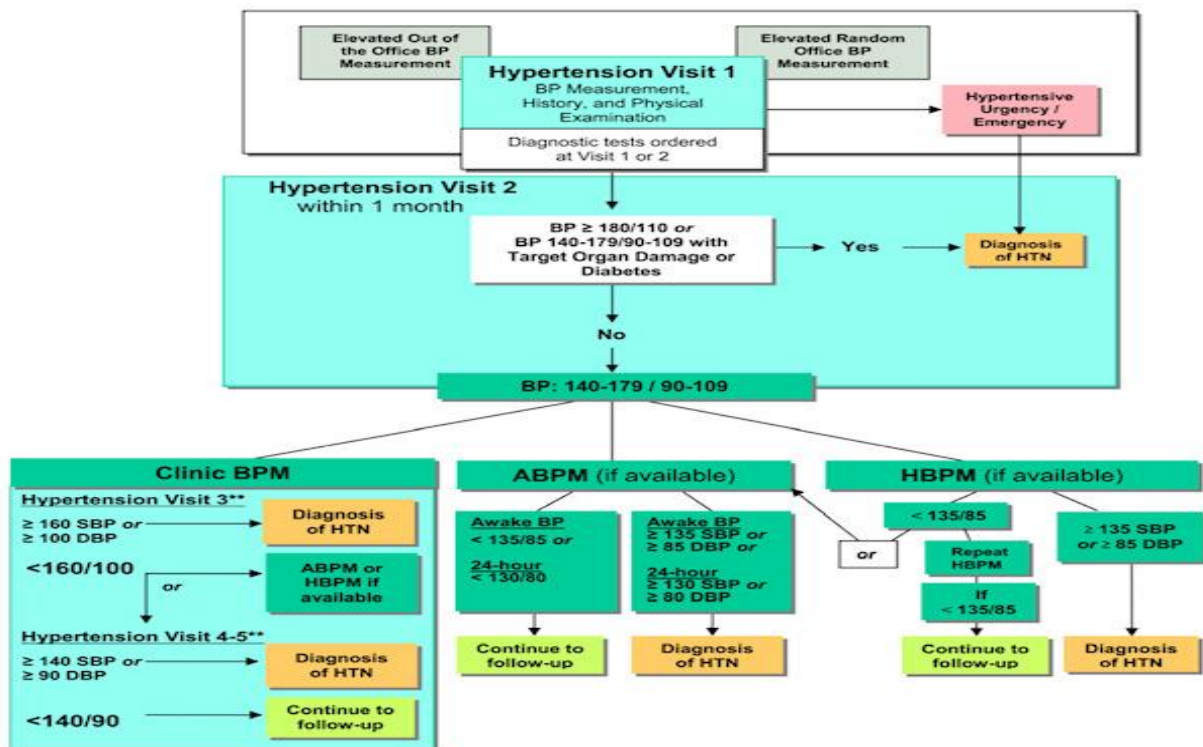 Elevated Out of
the Office BP
Measurement
Elevated Random
Office BP
Measurement
Hypertension Visit 1
BP Measurement,
History, and Physical
Examination
Hypertensive
Urgency /
Emergency
Diagnostic tests ordered
at Visit 1 or 2
Hypertension Visit 2
within 1 month
BP ≥ 180/110 or
BP 140-179/90-109 with
Target Organ Damage or
Diabetes
Yes
Diagnosis
of HTN
No
BP: 140-179 / 90-109
Clinic BPM
Hypertension Visit 3**
≥ 160 SBP or
≥ 100 DBP
Diagnosis
of HTN
<160/100
or
ABPM or
HBPM if
available
Hypertension Visit 4-5**
≥ 140 SBP or
≥ 90 DBP
Diagnosis
of HTN
<140/90
Continue to
follow-up
ABPM (if available)
Awake BP
< 135/85 or
24-hour
< 130/80
Continue to
follow-up
Awake BP
≥ 135 SBP or
≥ 85 DBP or
24-hour
≥ 130 SBP or
≥ 80 DBP
Diagnosis
of HTN
HBPM (if available)
or
< 135/85
Repeat
HBPM
If
< 135/85
Continue to
follow-up
≥ 135 SBP
or ≥ 85 DBP
Diagnosis
of HTN